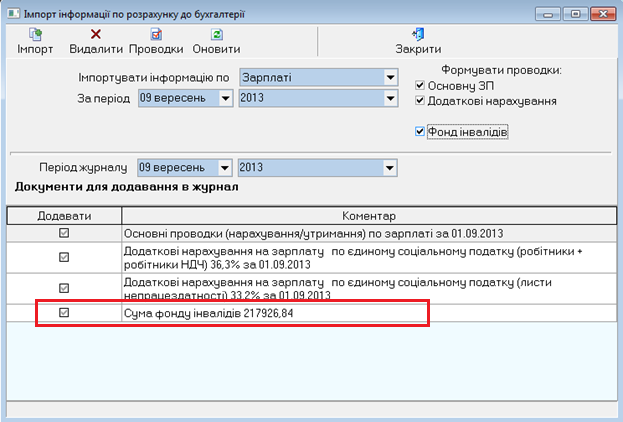 Імпорт інформації по розрахунку до бухгалтерії
Імпорт Видалити Проводки Оновити Закрити
Імпортувати інформацію по Зарплаті
Формувати проводки:
Основну ЗП
За період 09 вересень 2013
Додаткові нарахування
Фонд інвалідів
Період журналу 09 вересень 2013
Документи для додавання в журнал
Додавати Коментар
Основні проводки (нарахування/утримання) по зарплаті за 01.09.2013
Додаткові нарахування на зарплату по єдиному соціальному податку (робітники +
робітники НДЧ) 36,3% за 01.09.2013
Додаткові нарахування на зарплату по єдиному соціальному податку (листи
непрацездатності) 33,2% за 01.09.2013
Сума фонду інвалідів 217926,84